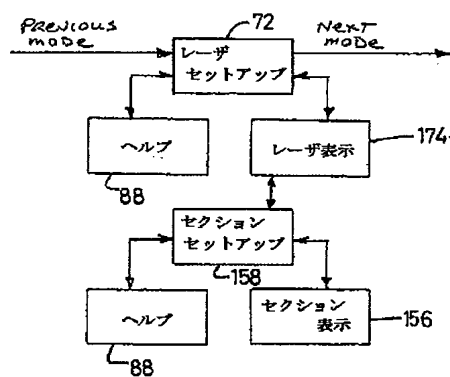 PREVIOUS
MODE
72
NEXT
MODE
レーザ
セットアップ
ヘルプ
88
レーザ表示
174
セクション
セットアップ
158
ヘルプ
88
セクション
表示
156